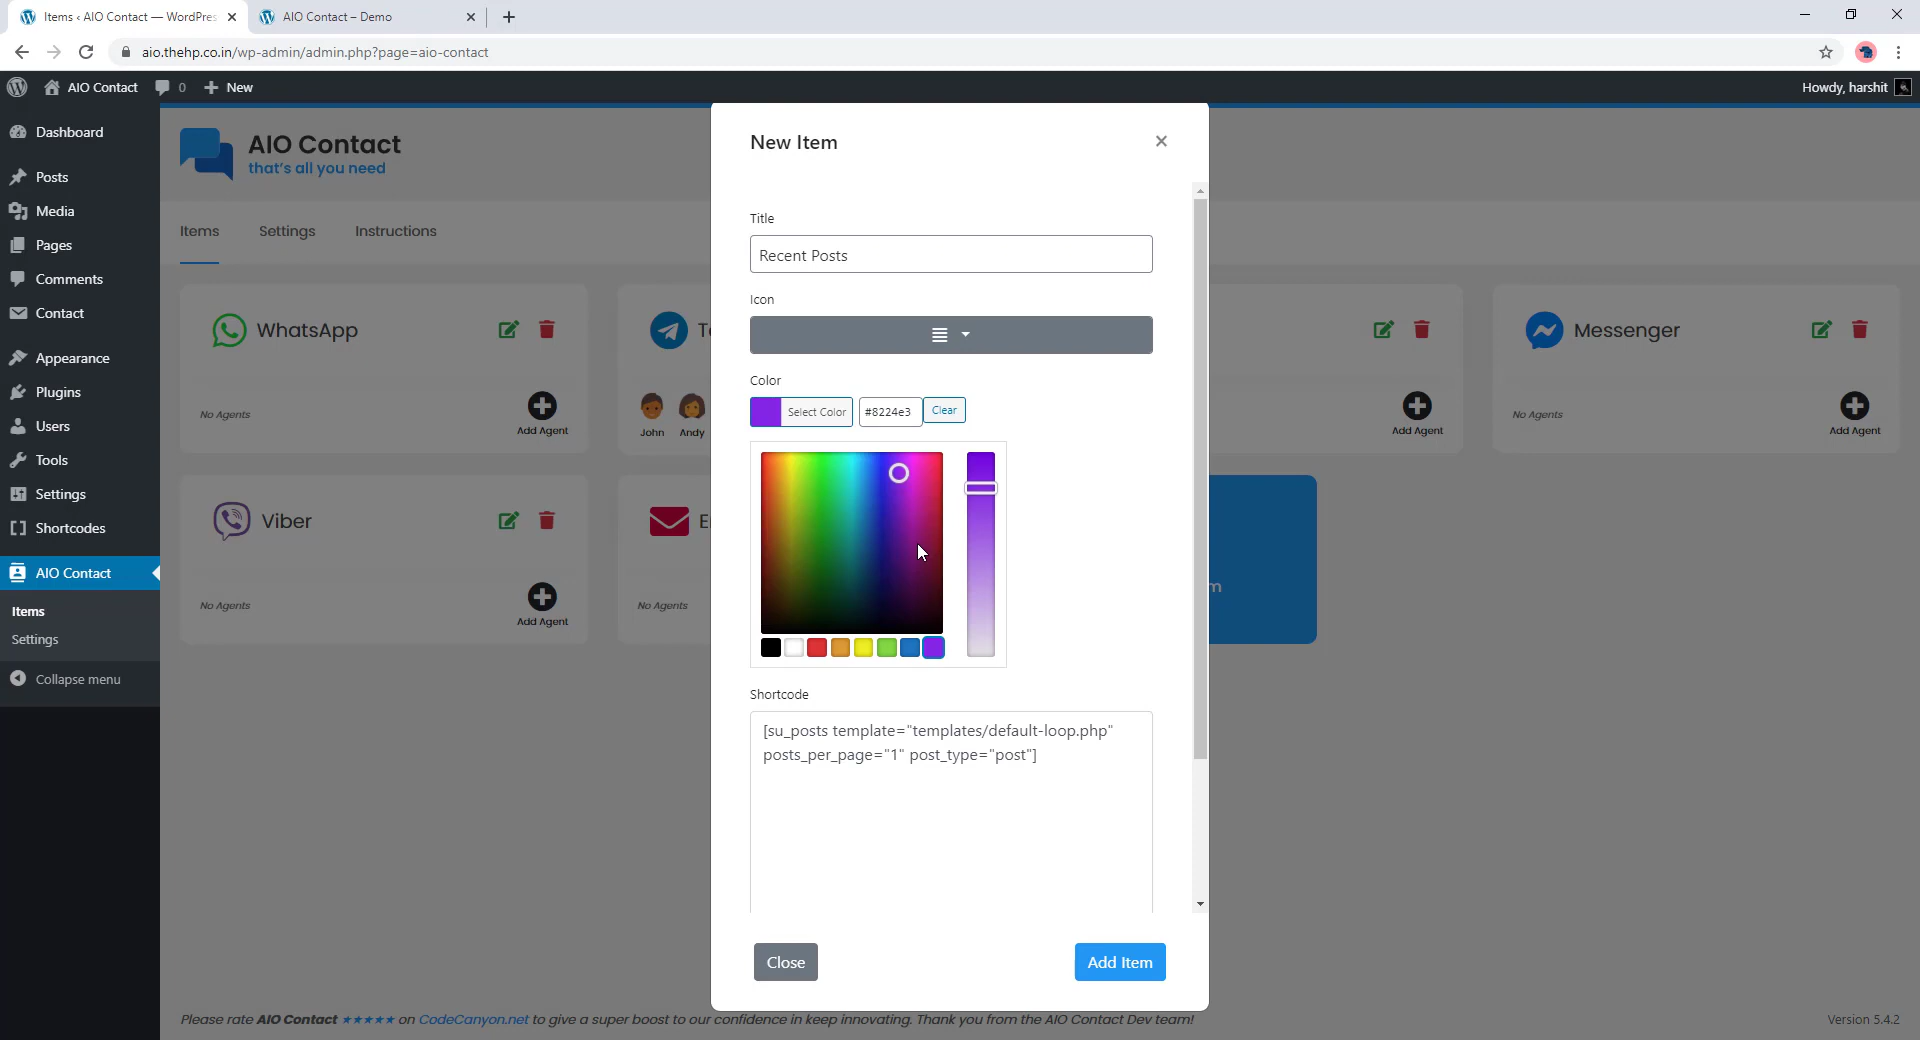 Items ‹ AIO Contact — WordPres
AIO Contact – Demo
aio.thehp.co.in/wp-admin/admin.php?page=aio-contact
AIO Contact
0
New
Howdy, harshit
Dashboard
Posts
Media
Pages
Comments
Contact
Appearance
Plugins
Users
Tools
Settings
Shortcodes
AIO Contact
Items
Settings
Collapse menu
AIO Contact
that's all you need
Items
Settings
Instructions
WhatsApp
No Agents
Add Agent
John
Andy
Add Agent
Messenger
No Agents
Add Agent
Viber
No Agents
Add Agent
No Agents
New Item
×
Title
Recent Posts
Icon
Color
Select Color
#8224e3
Clear
Shortcode
[su_posts template="templates/default-loop.php"
posts_per_page="1" post_type="post"]
Close
Add Item
Please rate AIO Contact ★★★★★ on CodeCanyon.net to give a super boost to our confidence in keep innovating. Thank you from the AIO Contact Dev team!
Version 5.4.2